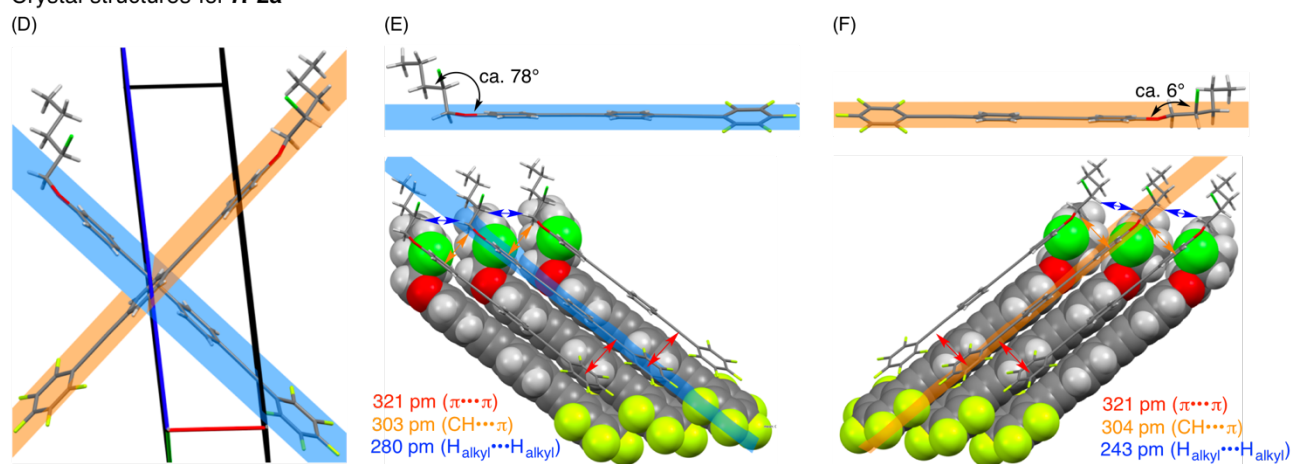 Crystal structures for
(D)
(E)
(F)
ca. 78°
ca. 6°
321 pm (π•••π)
303 pm (CH•••π)
280 pm (Halkyl•••Halkyl)
321 pm (π•••π)
304 pm (CH•••π)
243 pm (Halkyl•••Halkyl)